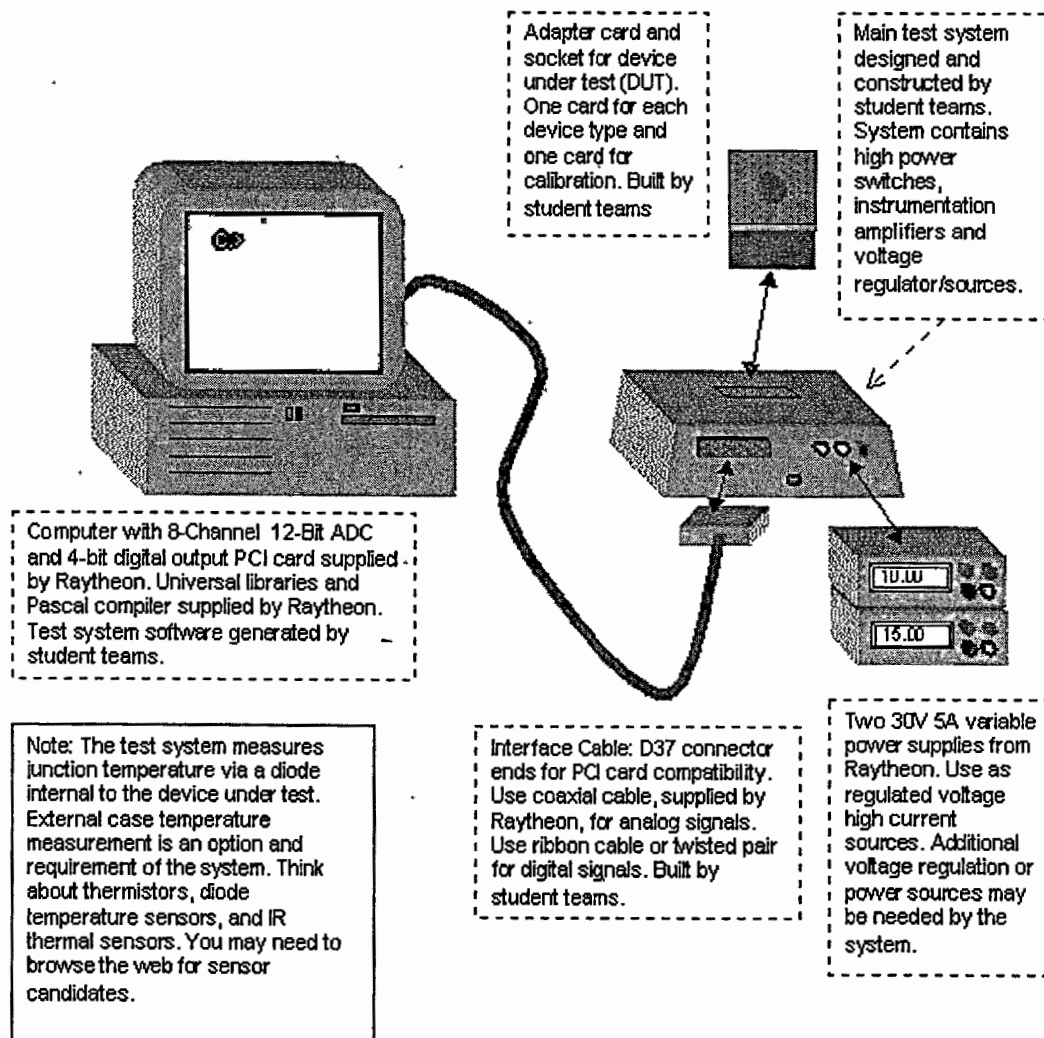 Adapter card and
socket for device
under test (DUT).
One card for each
device type and
one card for
calibration. Built by
student teams
Main test system
designed and
constructed by
student teams.
System contains
high power
switches,
instrumentation
amplifiers and
voltage
regulator/sources.
Computer with 8-Channel 12-Bit ADC
and 4-bit digital output PCI card supplied
by Raytheon. Universal libraries and
Pascal compiler supplied by Raytheon.
Test system software generated by
student teams.
10.00
15.00
Note: The test system measures
junction temperature via a diode
internal to the device under test.
External case temperature
measurement is an option and
requirement of the system. Think
about thermistors, diode
temperature sensors, and IR
thermal sensors. You may need to
browse the web for sensor
candidates.
Interface Cable: D37 connector
ends for PCI card compatibility.
Use coaxial cable, supplied by
Raytheon, for analog signals.
Use ribbon cable or twisted pair
for digital signals. Built by
student teams.
Two 30V 5A variable
power supplies from
Raytheon. Use as
regulated voltage
high current
sources. Additional
voltage regulation or
power sources may
be needed by the
system.